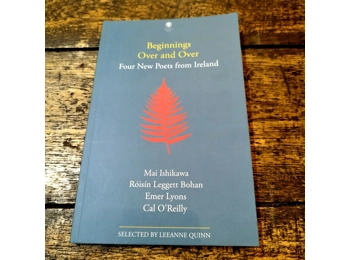 Beginnings
Over and Over
Four New Poets from Ireland
Mai Ishikawa
Róisín Leggett Bohan
Emer Lyons
Cal O'Reilly
SELECTED BY LEEANNE QUINN